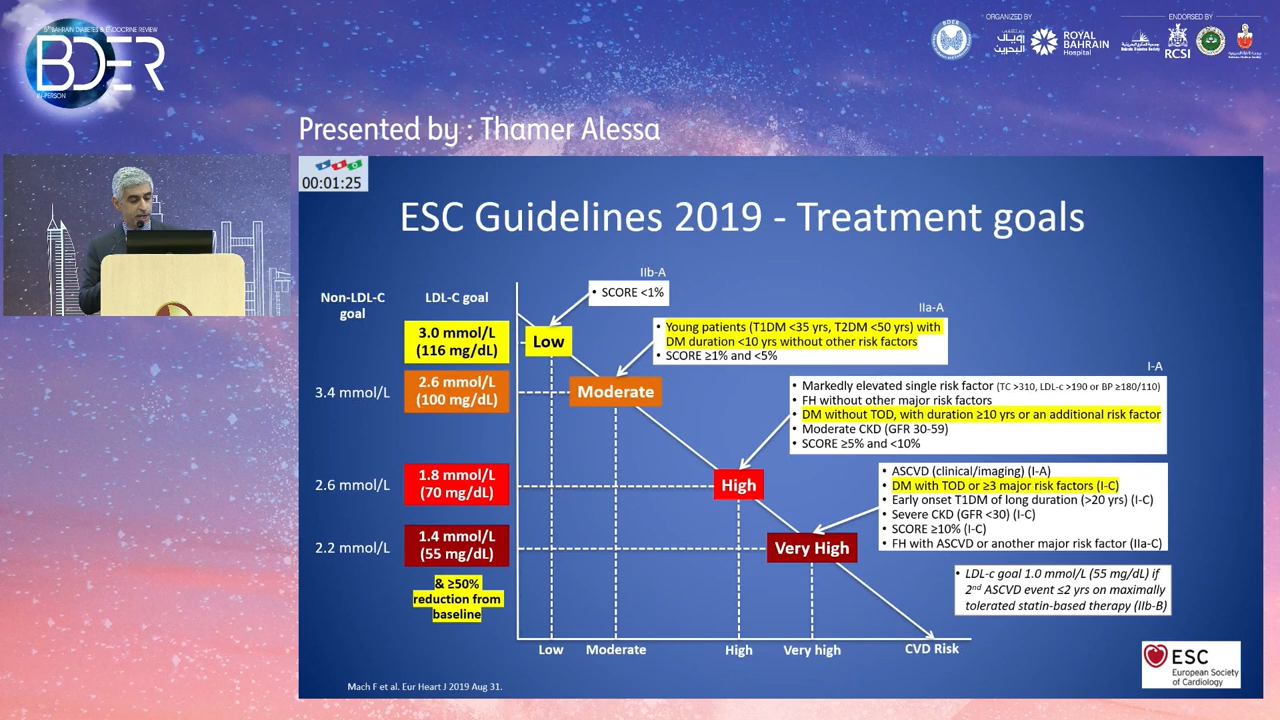 5th BAHRAIN DIABETES & ENDOCRINE REVIEW
BDER
IN-PERSON
ORGANIZED BY
ENDORSED BY
BDER
رويال
البحرين
ROYAL
BAHRAIN
Hospital
RCSI
Presented by : Thamer Alessa
00:01:25
ESC Guidelines 2019 - Treatment goals
Non-LDL-C
goal
LDL-C goal
3.0 mmol/L
(116 mg/dL)
3.4 mmol/L
2.6 mmol/L
(100 mg/dL)
2.6 mmol/L
1.8 mmol/L
(70 mg/dL)
2.2 mmol/L
1.4 mmol/L
(55 mg/dL)
& ≥50%
reduction from
baseline
IIb-A
• SCORE <1%
Low
IIa-A
• Young patients (T1DM <35 yrs, T2DM <50 yrs) with
DM duration <10 yrs without other risk factors
• SCORE ≥1% and <5%
Moderate
I-A
• Markedly elevated single risk factor (TC >310, LDL-c >190 or BP ≥180/110)
• FH without other major risk factors
• DM without TOD, with duration ≥10 yrs or an additional risk factor
• Moderate CKD (GFR 30-59)
• SCORE ≥5% and <10%
High
• ASCVD (clinical/imaging) (I-A)
• DM with TOD or ≥3 major risk factors (I-C)
• Early onset T1DM of long duration (>20 yrs) (I-C)
• Severe CKD (GFR <30) (I-C)
• SCORE ≥10% (I-C)
• FH with ASCVD or another major risk factor (IIa-C)
Very High
• LDL-c goal 1.0 mmol/L (55 mg/dL) if
2nd ASCVD event ≤2 yrs on maximally
tolerated statin-based therapy (IIb-B)
Low
Moderate
High
Very high
CVD Risk
Mach F et al. Eur Heart J 2019 Aug 31.
ESC
European Society
of Cardiology